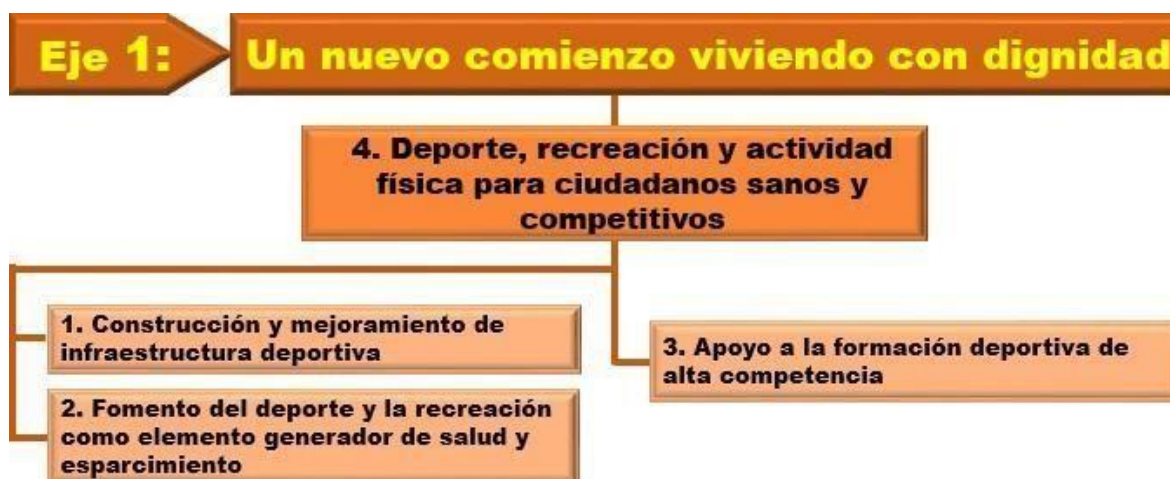 Eje 1:
Un nuevo comienzo viviendo con dignidad
4. Deporte, recreación y actividad
física para ciudadanos sanos y
competitivos
1. Construcción y mejoramiento de
infraestructura deportiva
2. Fomento del deporte y la recreación
como elemento generador de salud y
esparcimiento
3. Apoyo a la formación deportiva de
alta competencia